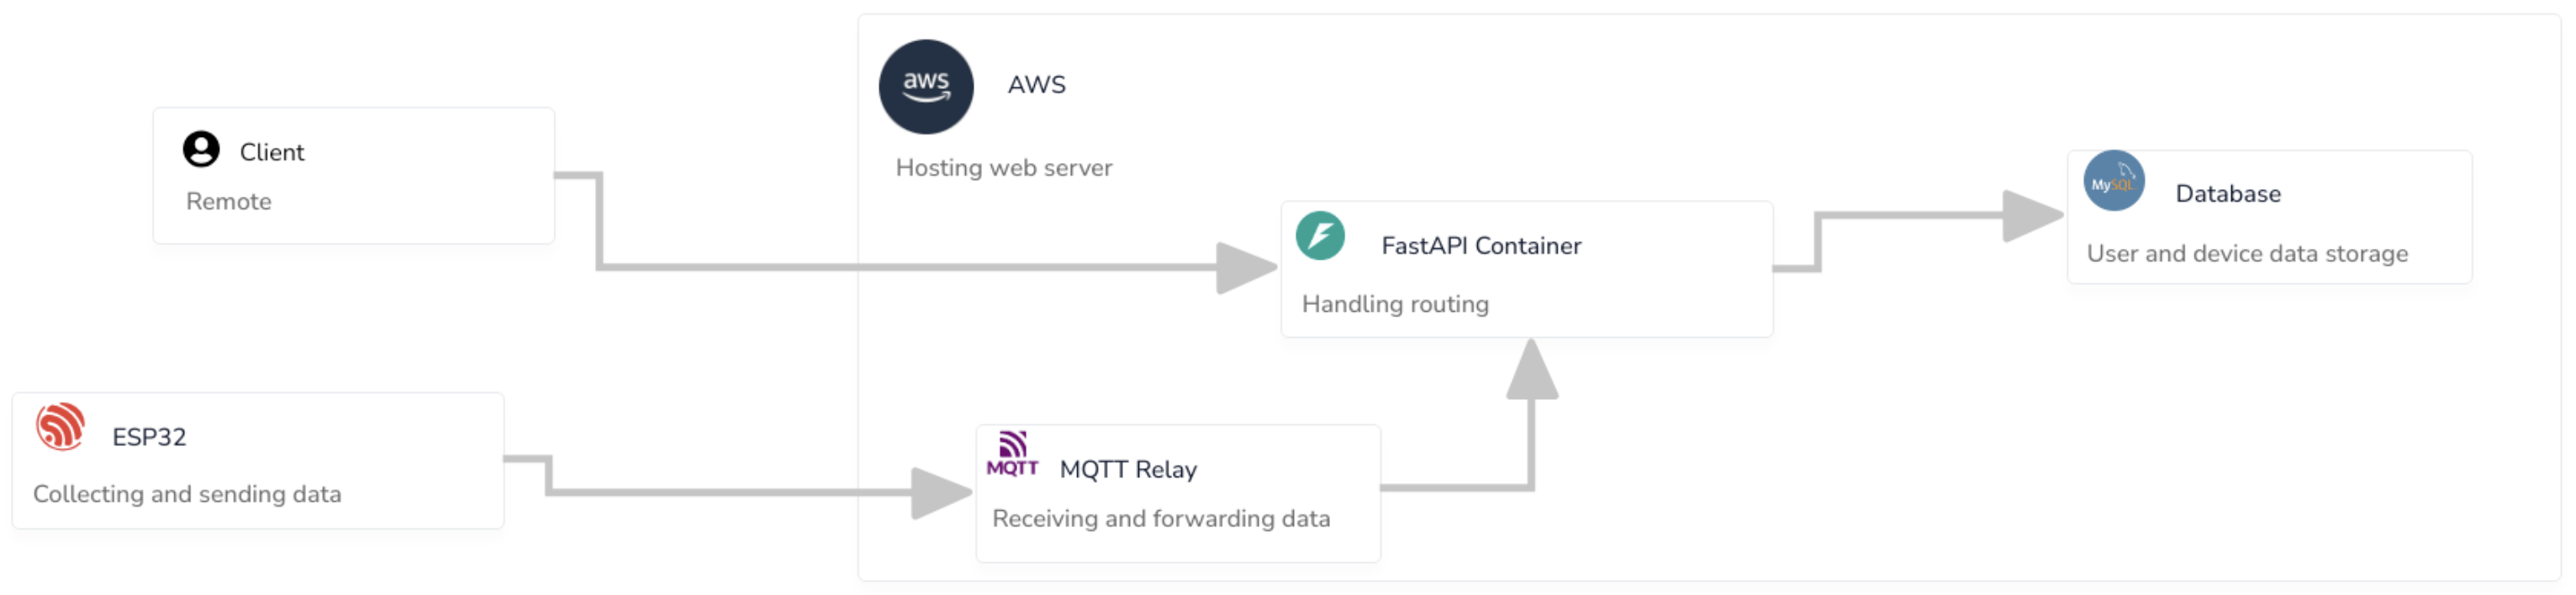 aws
AWS
Hosting web server
Client
Remote
FastAPI Container
Handling routing
MySQL
Database
User and device data storage
ESP32
Collecting and sending data
MQTT
MQTT Relay
Receiving and forwarding data